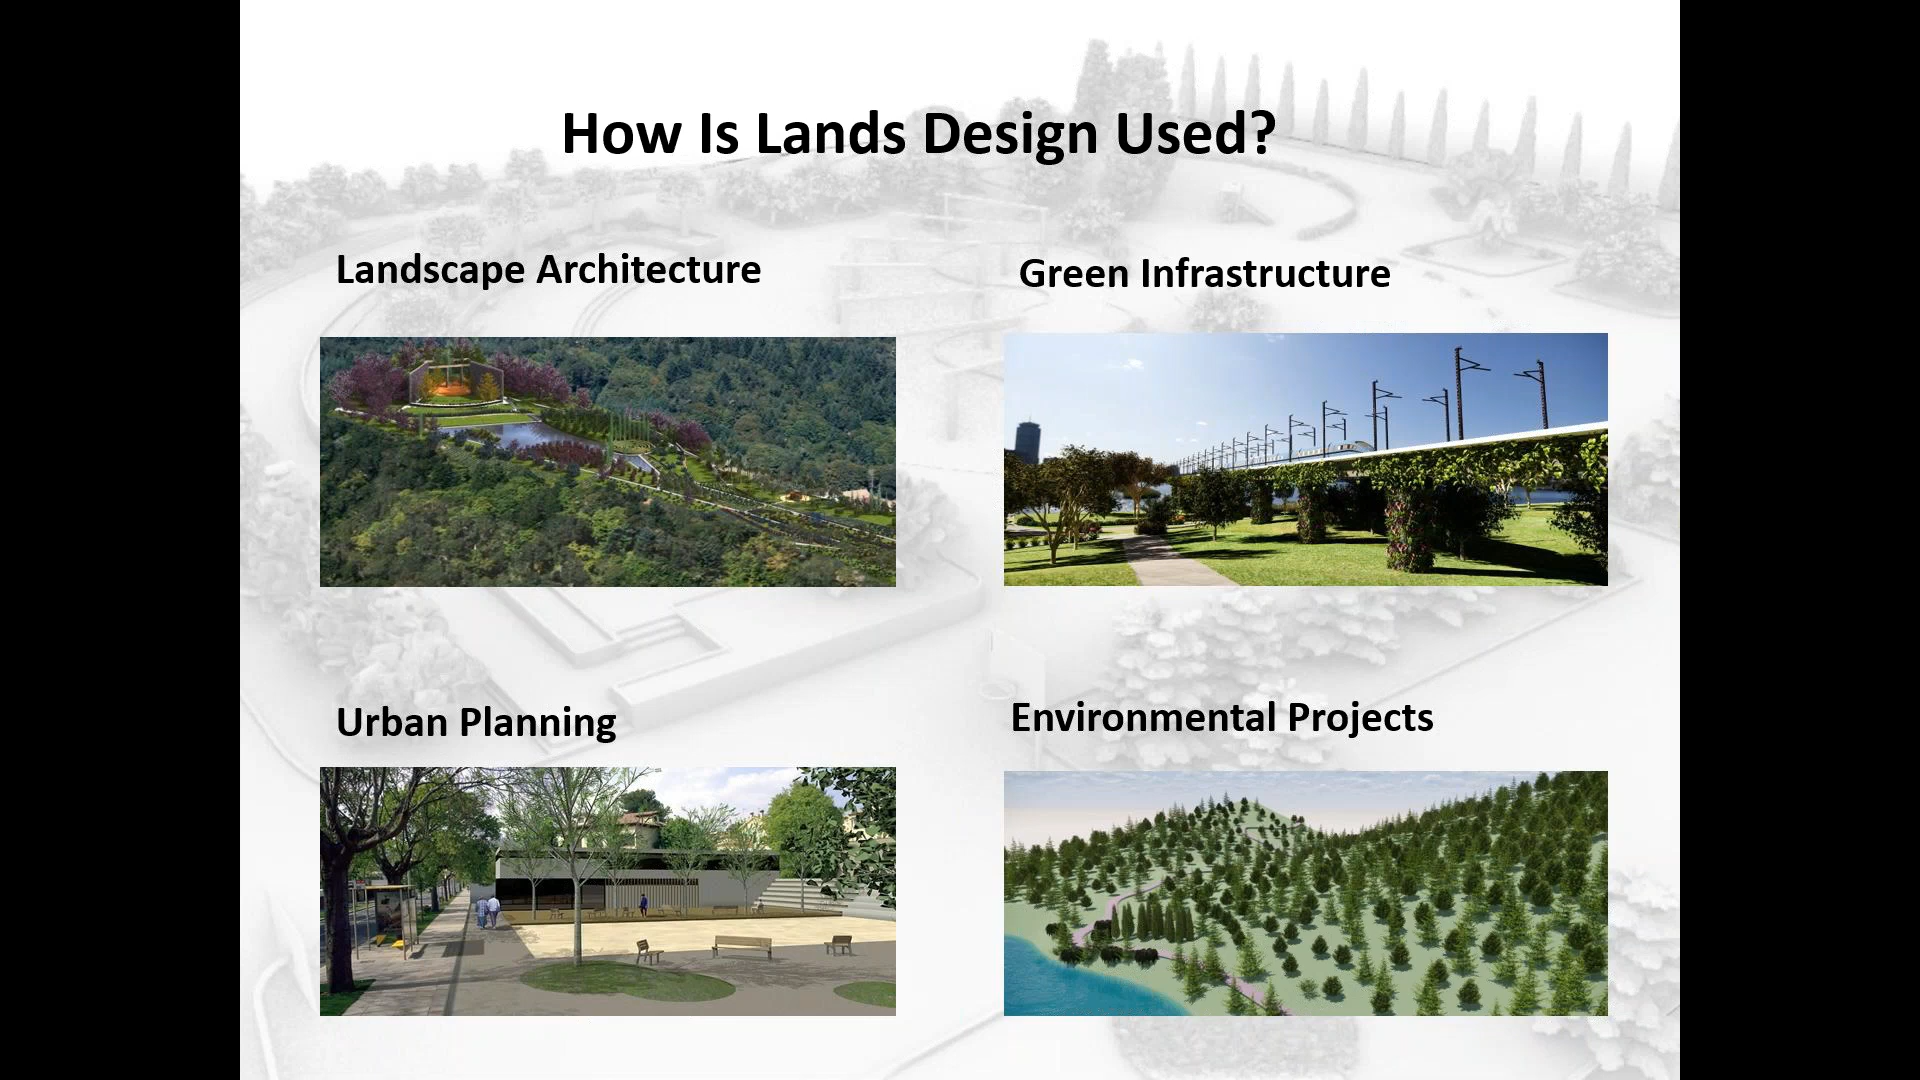 How Is Lands Design Used?
Landscape Architecture
Green Infrastructure
Urban Planning
Environmental Projects